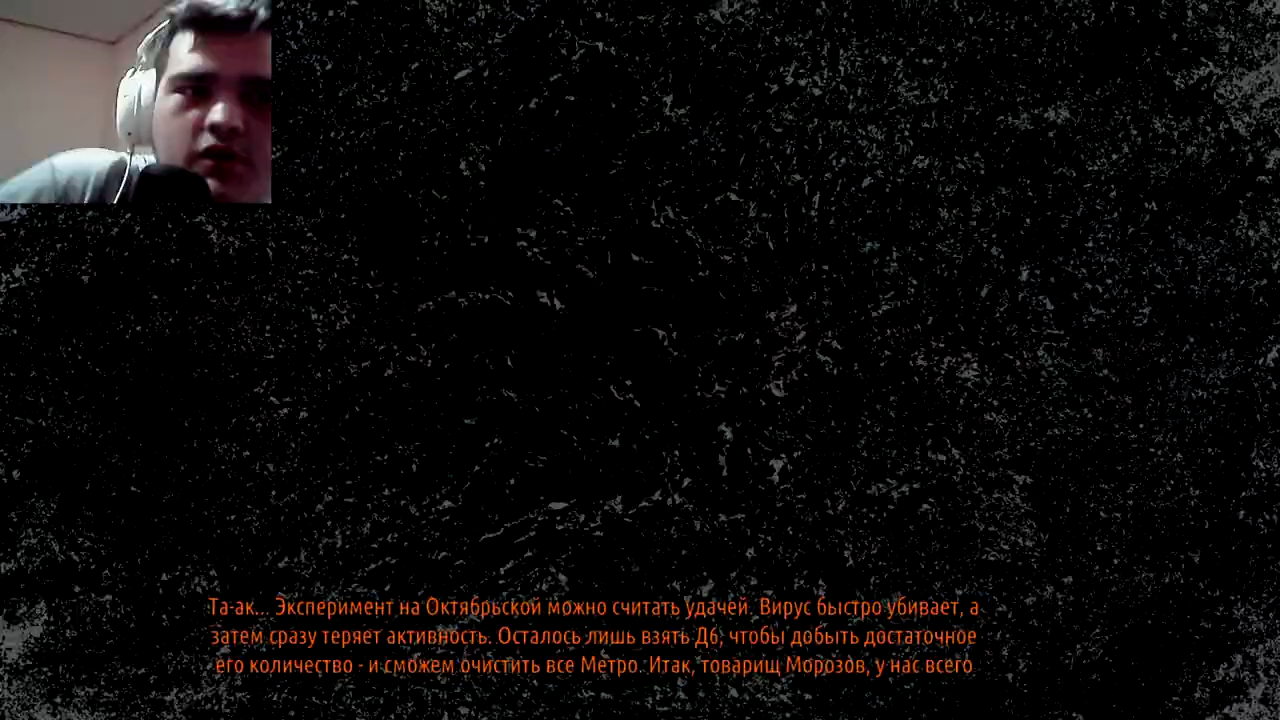 Та-ак... Эксперимент на Октябрьской можно считать удачей. Вирус быстро убивает, а
затем сразу теряет активность. Осталось лишь взять Д6, чтобы добыть достаточное
его количество - и сможем очистить все Метро. Итак, товарищ Морозов, у нас всего